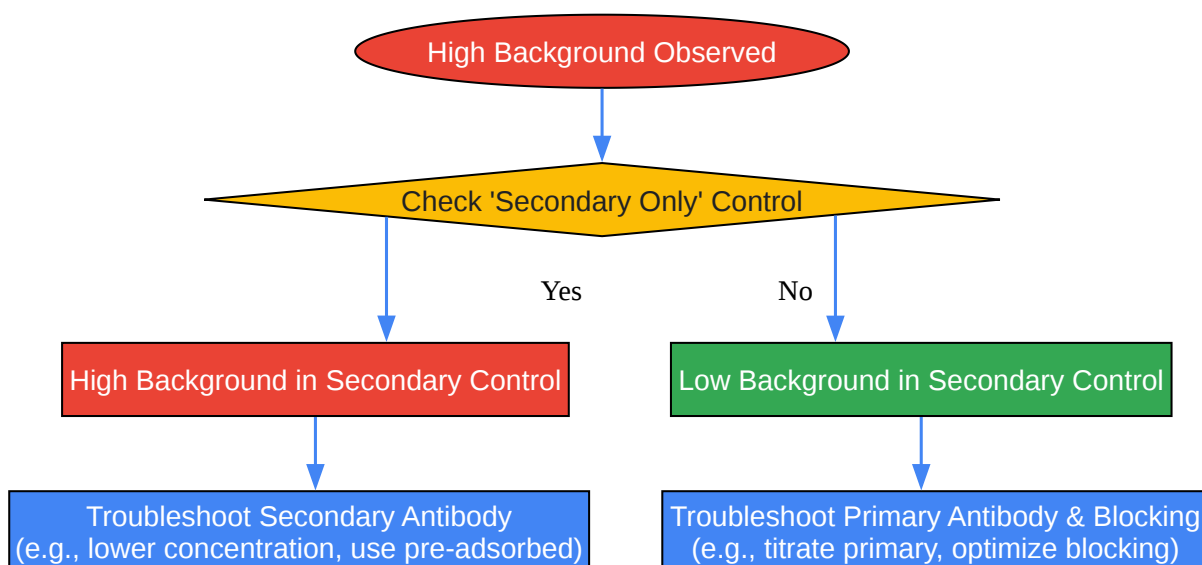 High Background Observed
Check 'Secondary Only' Control
Yes
No
High Background in Secondary Control
Low Background in Secondary Control
Troubleshoot Secondary Antibody
(e.g., lower concentration, use pre-adsorbed)
Troubleshoot Primary Antibody & Blocking
(e.g., titrate primary, optimize blocking)